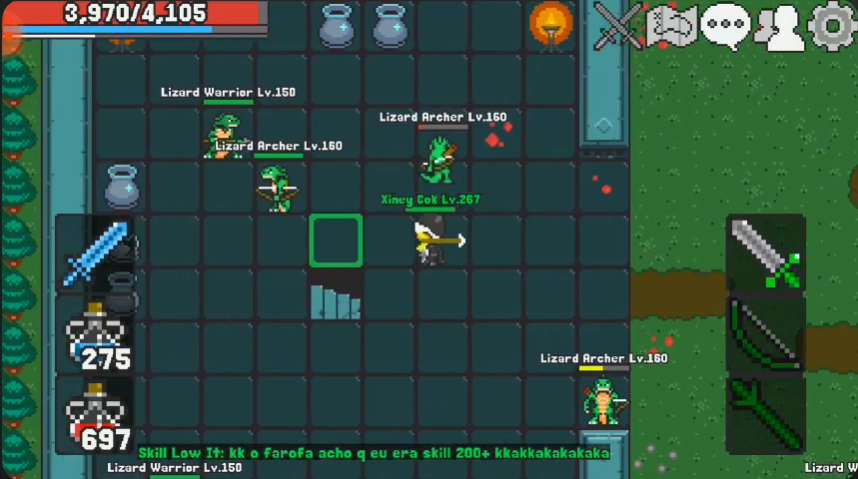 3,970/4,105
Lizard Warrior Lv.150
Lizard Archer Lv.160
Lizard Archer Lv.160
Xiney Cok Lv.267
275
Lizard Archer Lv.160
697
Skill Low It: kk o farofa acho q eu era skill 200+ kkakkakakakaka
Lizard Warrior Lv.150
Lizard W